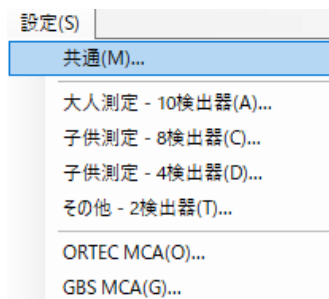 設定(S)
共通(M)...
大人測定 - 10検出器(A)...
子供測定 - 8検出器(C)...
子供測定 - 4検出器(D)...
その他 - 2検出器(T)...
ORTEC MCA(O)...
GBS MCA(G)...